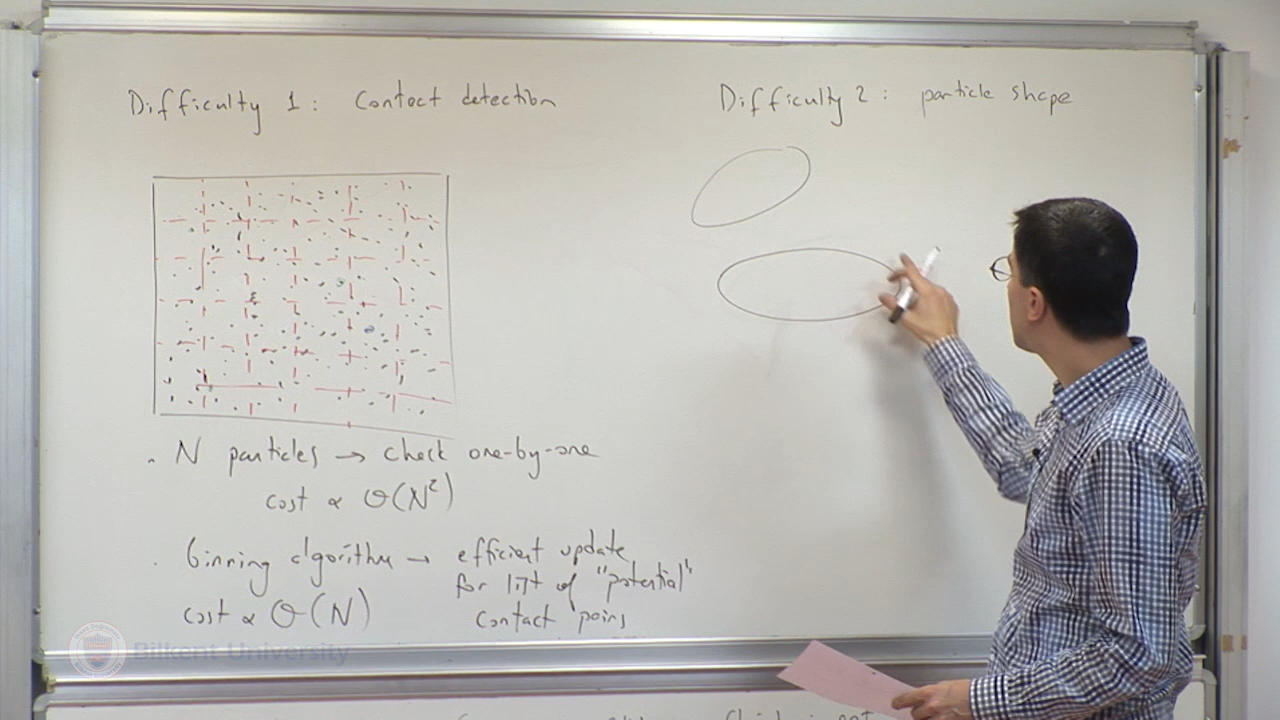 Difficulty 1: Contact detection
N particles → check one-by-one
cost ∝ O(N²)
binning algorithm → efficient update
for list of "potential"
contact pairs
cost ∝ O(N)
Difficulty 2: particle shape
Bilkent University